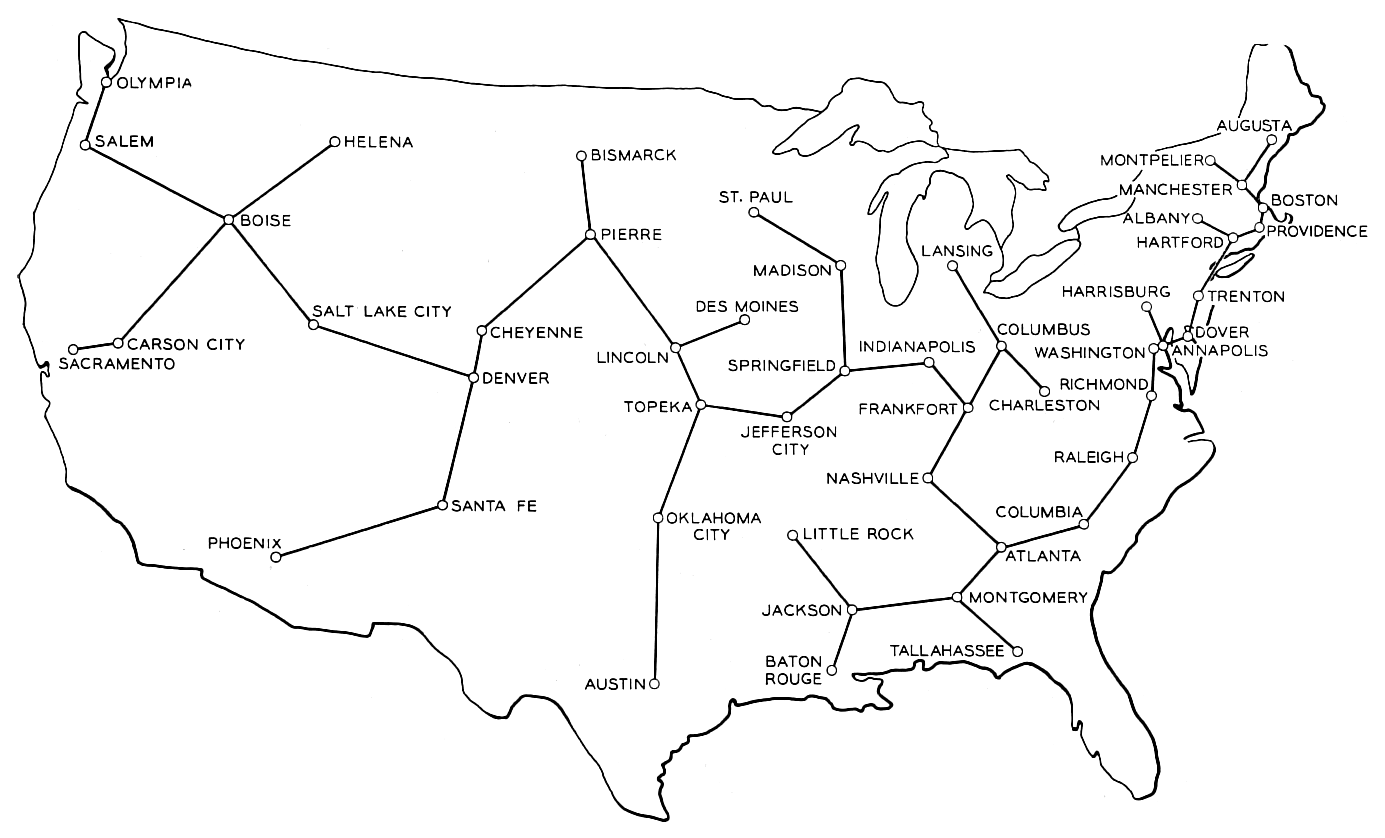 OLYMPIA
AUGUSTA
SALEM
HELENA
BISMARCK
MONTPELIER
MANCHESTER
ST. PAUL
BOSTON
ALBANY
BOISE
PIERRE
PROVIDENCE
HARTFORD
LANSING
MADISON
HARRISBURG
TRENTON
DES MOINES
SALT LAKE CITY
CHEYENNE
COLUMBUS
DOVER
CARSON CITY
INDIANAPOLIS
WASHINGTON
ANNAPOLIS
LINCOLN
SACRAMENTO
SPRINGFIELD
DENVER
RICHMOND
TOPEKA
FRANKFORT
CHARLESTON
JEFFERSON
CITY
RALEIGH
NASHVILLE
SANTA FE
COLUMBIA
OKLAHOMA
CITY
LITTLE ROCK
PHOENIX
ATLANTA
MONTGOMERY
JACKSON
TALLAHASSEE
BATON
ROUGE
AUSTIN